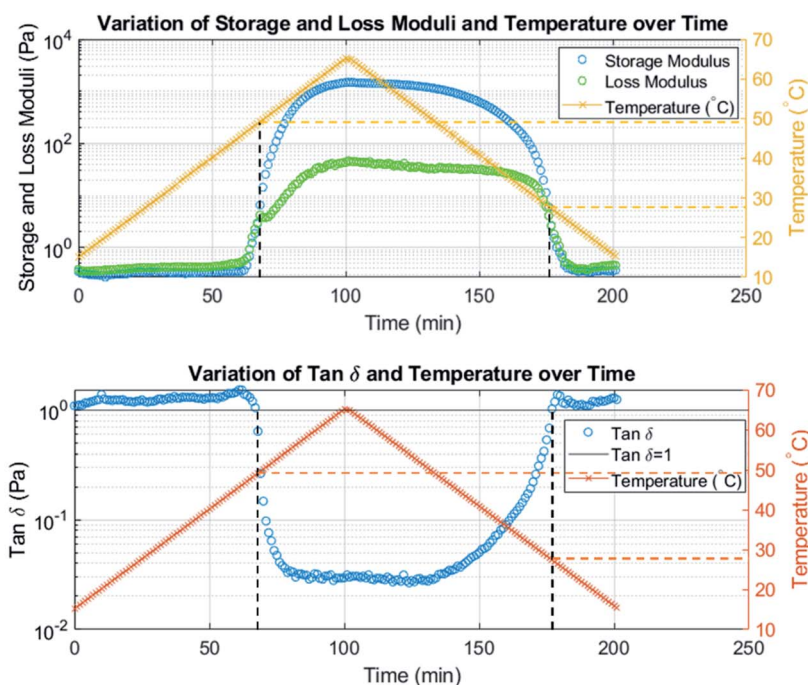 Variation of Storage and Loss Moduli and Temperature over Time
Storage and Loss Moduli (Pa)
10^4
10^2
10^0
Storage Modulus
Loss Modulus
Temperature (°C)
70
60
50
40
30
20
10
Temperature (°C)
0
50
100
150
200
250
Time (min)
Variation of Tan δ and Temperature over Time
Tan δ (Pa)
10^0
10^-1
10^-2
Tan δ
Tan δ=1
Temperature (°C)
70
60
50
40
30
20
10
Temperature (°C)
0
50
100
150
200
250
Time (min)